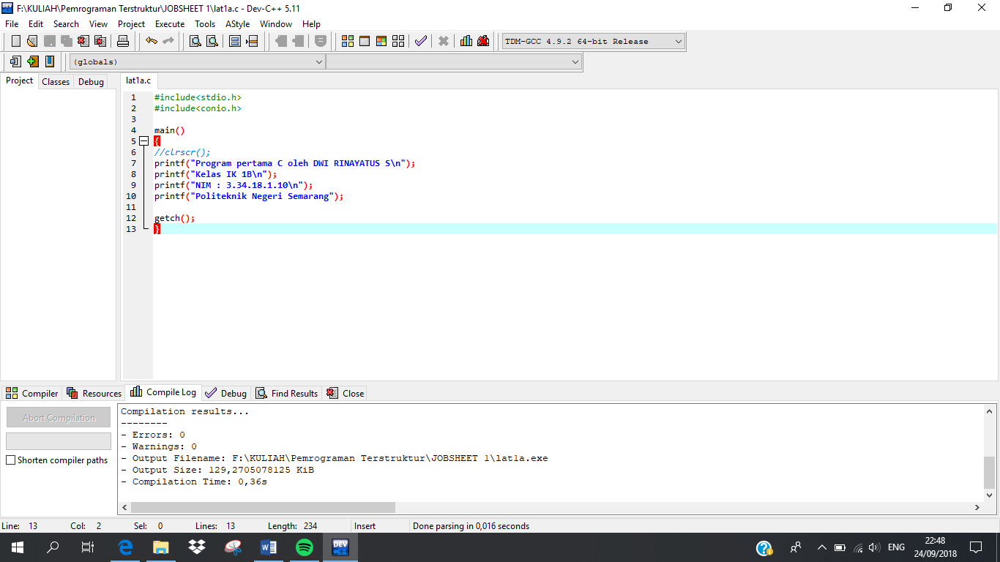 F:\KULIAH\Pemrograman Terstruktur\JOBSHEET 1\lat1a.c - Dev-C++ 5.11
File Edit Search View Project Execute Tools AStyle Window Help
TDM-GCC 4.9.2 64-bit Release
(globals)
Project Classes Debug lat1a.c
1 #include<stdio.h>
2 #include<conio.h>
3
4 main()
5 {
6 //clrscr();
7 printf("Program pertama C oleh DWI RINAYATUS S\n");
8 printf("Kelas IK 1B\n");
9 printf("NIM : 3.34.18.1.10\n");
10 printf("Politeknik Negeri Semarang");
11
12 getch();
13 }
Compiler Resources Compile Log Debug Find Results Close
Abort Compilation
Shorten compiler paths
Compilation results...
--------
- Errors: 0
- Warnings: 0
- Output Filename: F:\KULIAH\Pemrograman Terstruktur\JOBSHEET 1\lat1a.exe
- Output Size: 129,2705078125 KiB
- Compilation Time: 0,36s
Line: 13 Col: 2 Sel: 0 Lines: 13 Length: 234 Insert Done parsing in 0,016 seconds
DEV
ENG
22:48
24/09/2018